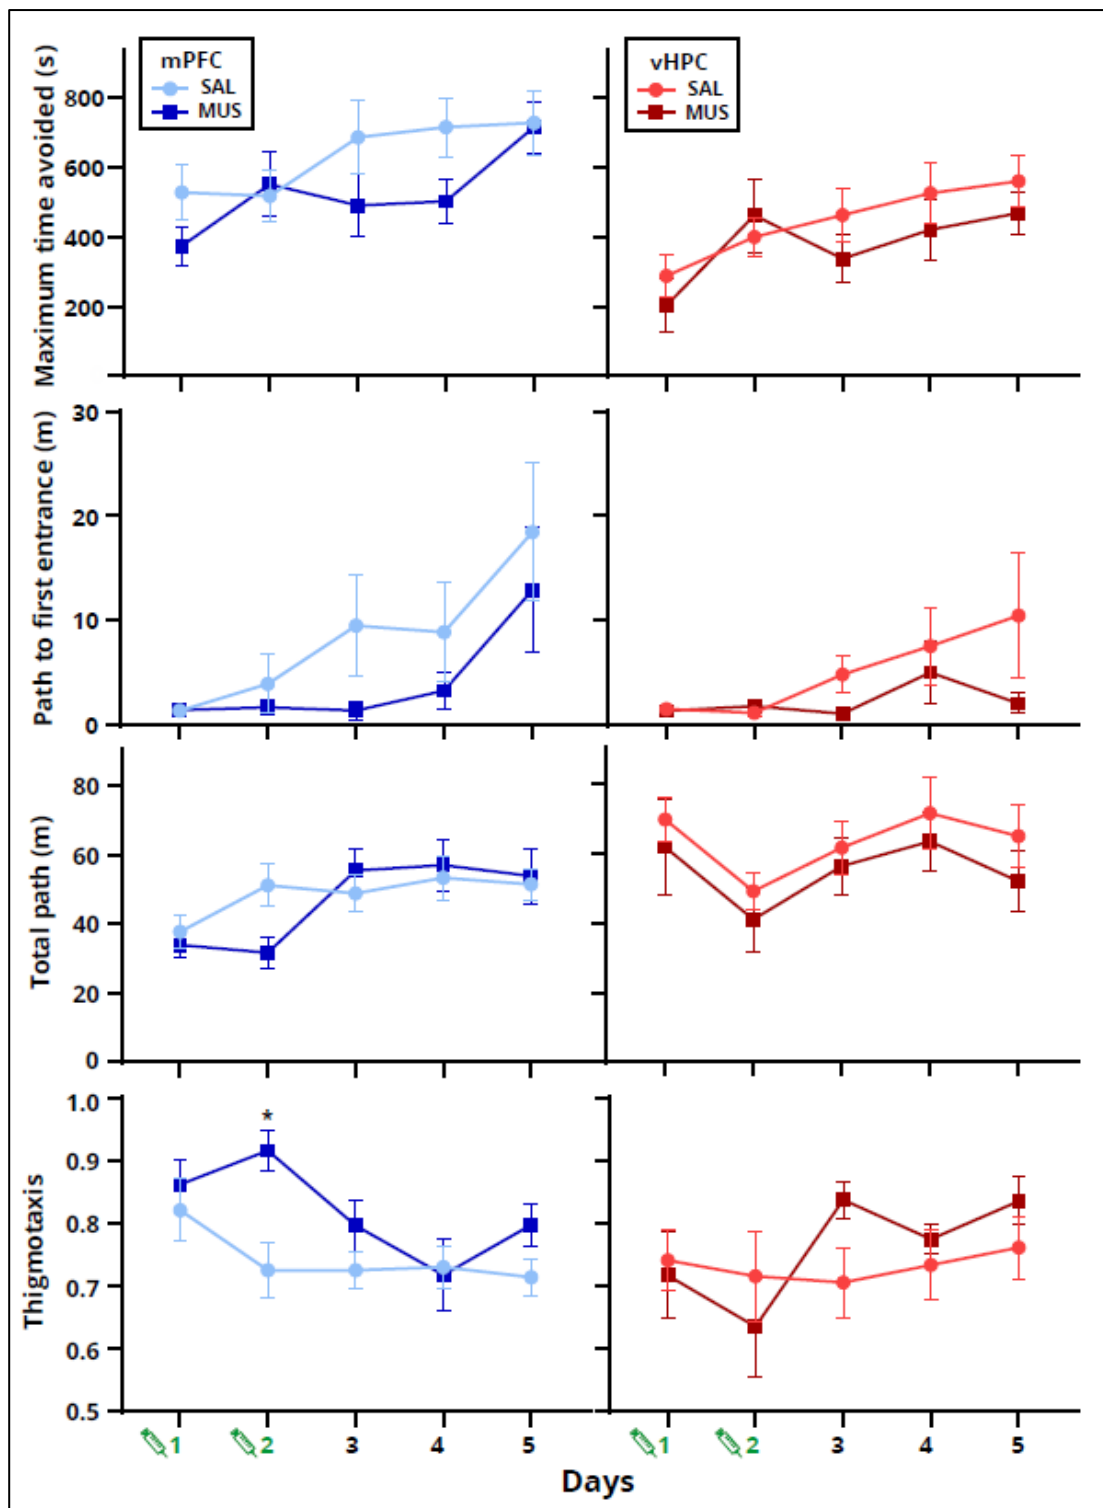 mPFC
SAL
MUS
vHPC
SAL
MUS
Maximum time avoided (s)
800
600
400
200
Path to first entrance (m)
30
20
10
0
Total path (m)
80
60
40
20
0
Thigmotaxis
1.0
0.9
0.8
0.7
0.6
0.5
*
1 2 3 4 5 1 2 3 4 5
Days